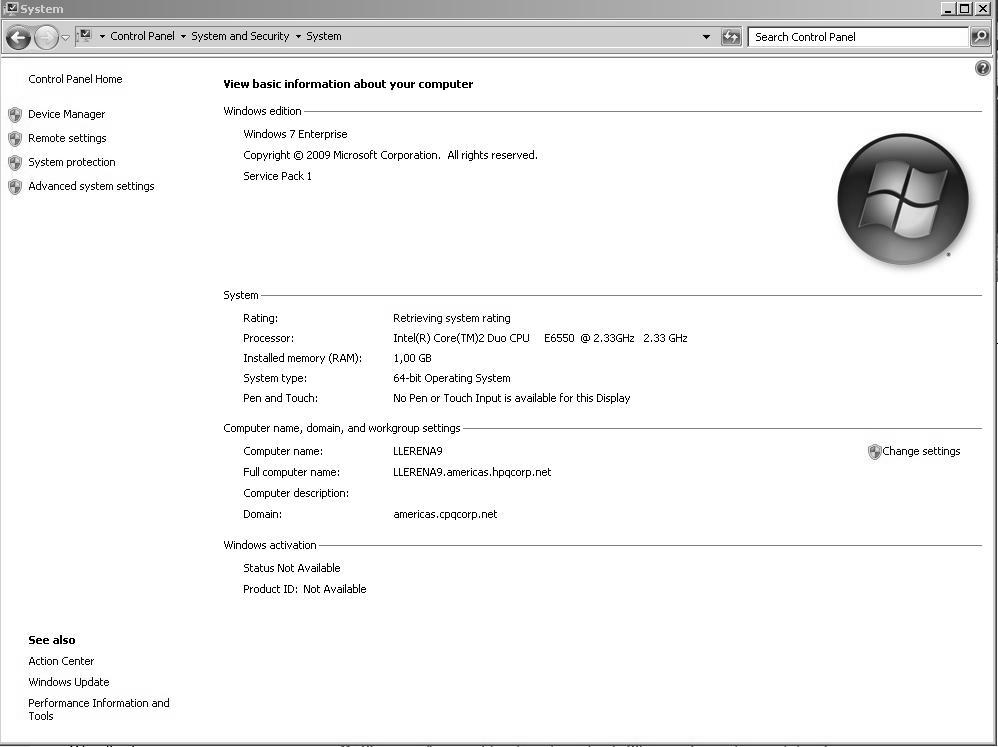 System
Control Panel System and Security System
Search Control Panel
Control Panel Home
Device Manager
Remote settings
System protection
Advanced system settings
View basic information about your computer
Windows edition
Windows 7 Enterprise
Copyright © 2009 Microsoft Corporation. All rights reserved.
Service Pack 1
System
Rating: Retrieving system rating
Processor: Intel(R) Core(TM)2 Duo CPU E6550 @ 2.33GHz 2.33 GHz
Installed memory (RAM): 1,00 GB
System type: 64-bit Operating System
Pen and Touch: No Pen or Touch Input is available for this Display
Computer name, domain, and workgroup settings
Computer name: LLERENA9
Change settings
Full computer name: LLERENA9.americas.hpqcorp.net
Computer description:
Domain: americas.cpqcorp.net
Windows activation
Status Not Available
Product ID: Not Available
See also
Action Center
Windows Update
Performance Information and
Tools